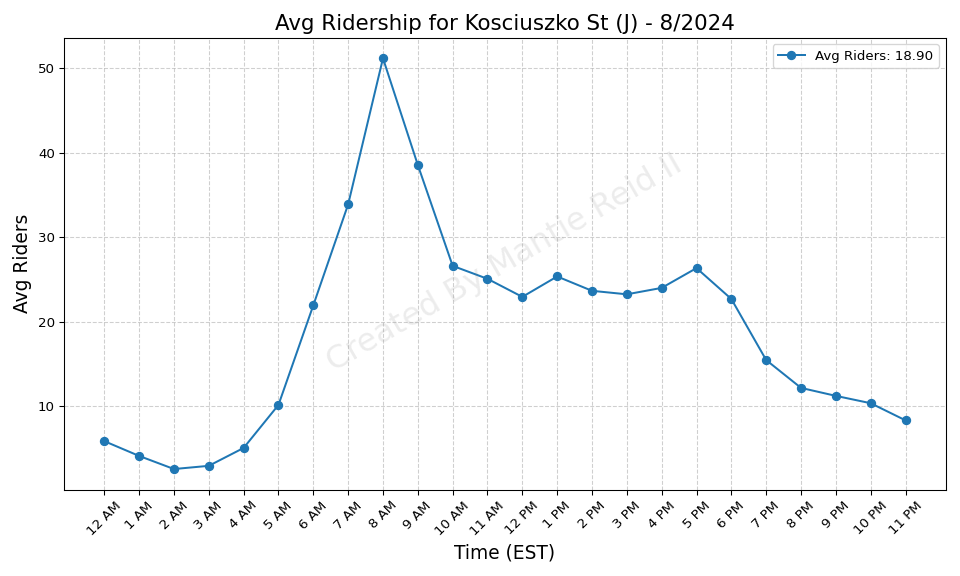 Avg Ridership for Kosciuszko St (J) - 8/2024
Avg Riders: 18.90
50
40
30
20
10
Avg Riders
Created By Mantie Reid II
12 AM
1 AM
2 AM
3 AM
4 AM
5 AM
6 AM
7 AM
8 AM
9 AM
10 AM
11 AM
12 PM
1 PM
2 PM
3 PM
4 PM
5 PM
6 PM
7 PM
8 PM
9 PM
10 PM
11 PM
Time (EST)